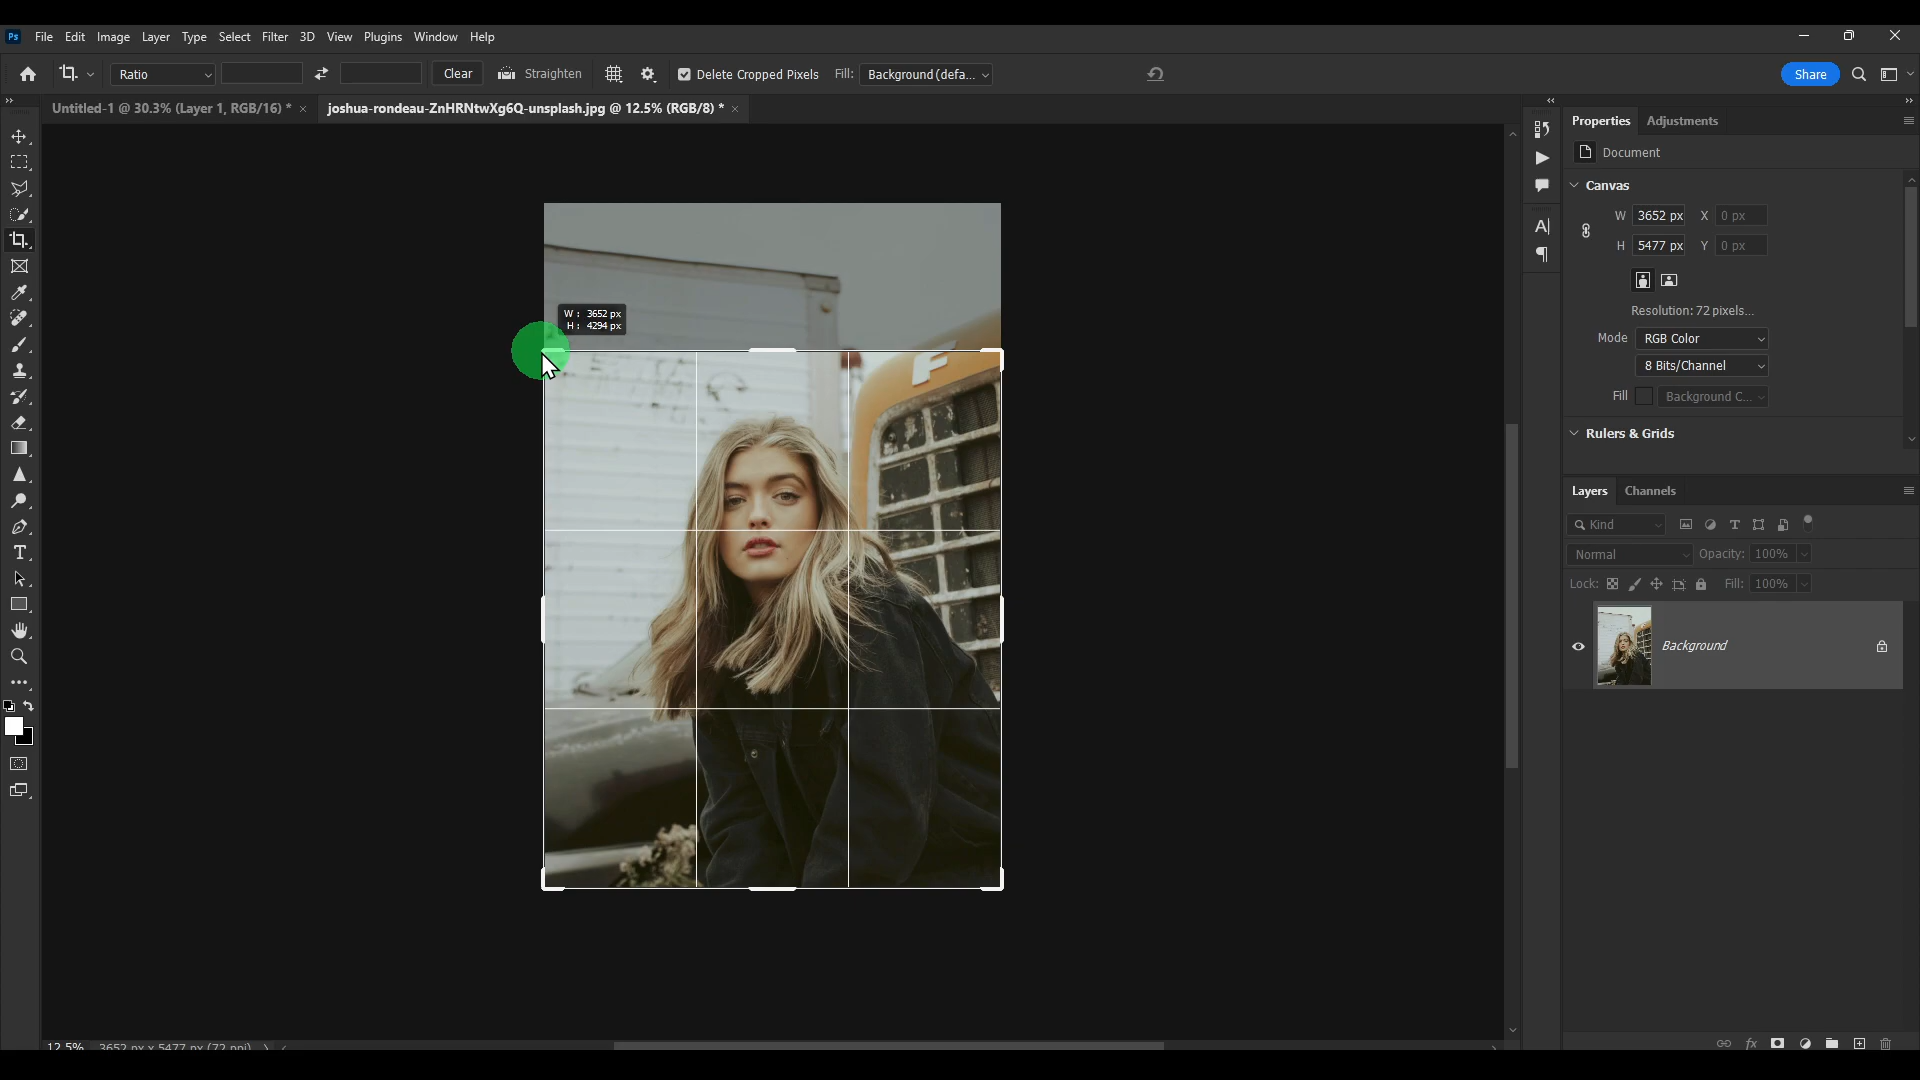 Ps File Edit Image Layer Type Select Filter 3D View Plugins Window Help
Ratio Clear Straighten Delete Cropped Pixels Fill: Background (defa... Share
Untitled-1 @ 30.3% (Layer 1, RGB/16) * × joshua-rondeau-ZnHRNtwXg6Q-unsplash.jpg @ 12.5% (RGB/8) * ×
Properties Adjustments
Document
Canvas
W 3652 px X 0 px
H 5477 px Y 0 px
Resolution: 72 pixels...
Mode RGB Color
8 Bits/Channel
Fill Background C...
Rulers & Grids
W : 3652 px
H : 4294 px
F
Layers Channels
Kind
Normal Opacity: 100%
Lock: Fill: 100%
Background
12.5% 3652 px x 5477 px (72 ppi)